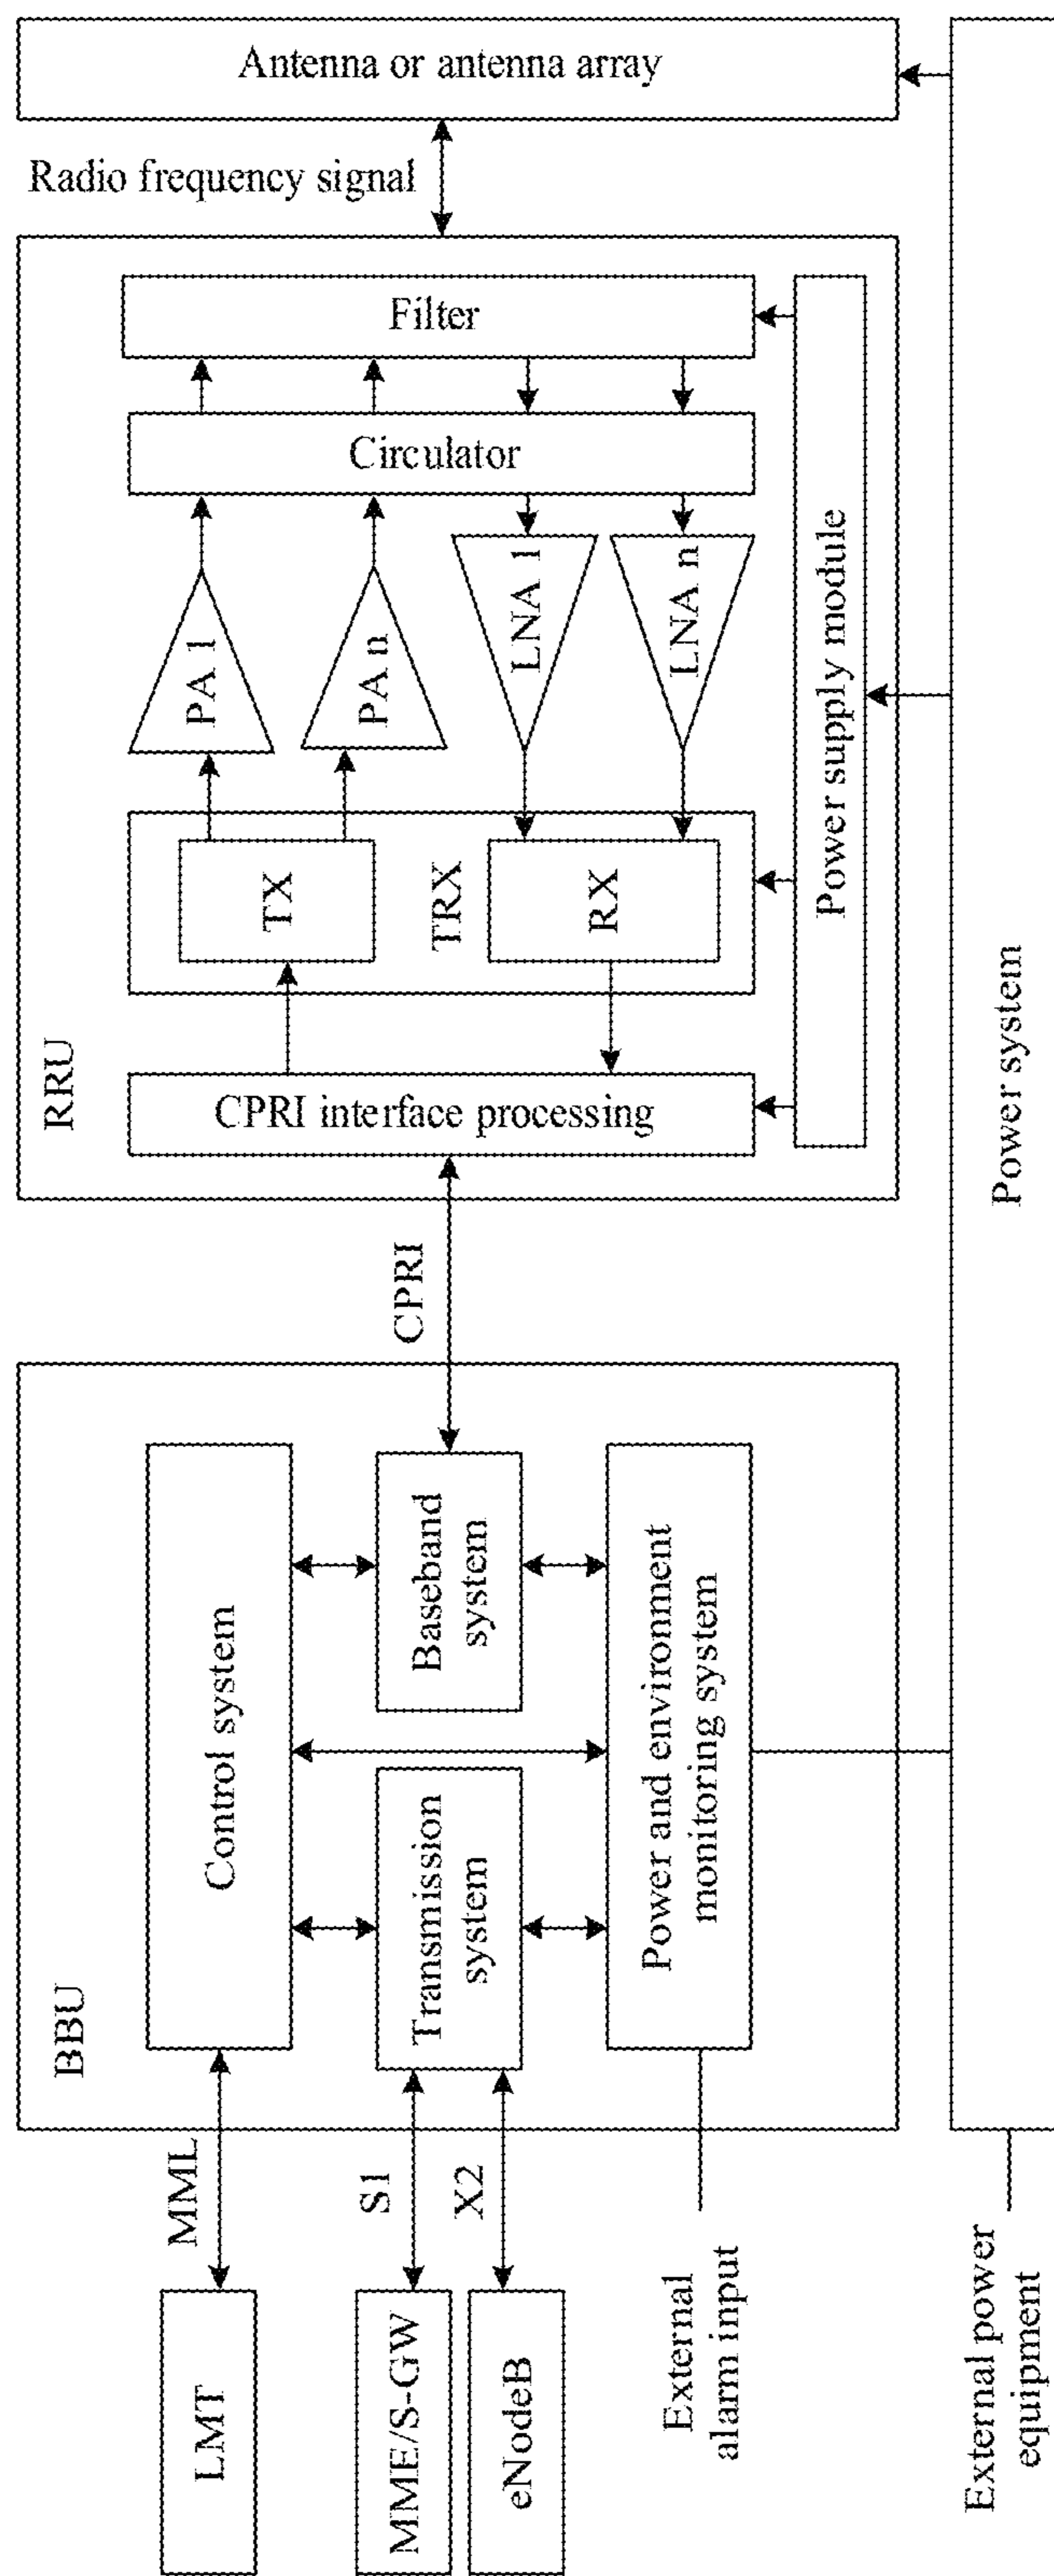 Antenna or antenna array
Radio frequency signal
Filter
Circulator
PA 1
PA n
LNA 1
LNA n
Power supply module
TX
TRX
RX
RRU
CPRI interface processing
CPRI
Power system
BBU
Control system
Baseband
system
Transmission
system
Power and environment
monitoring system
MML
S1
X2
LMT
MME/S-GW
eNodeB
External
alarm input
External power
equipment